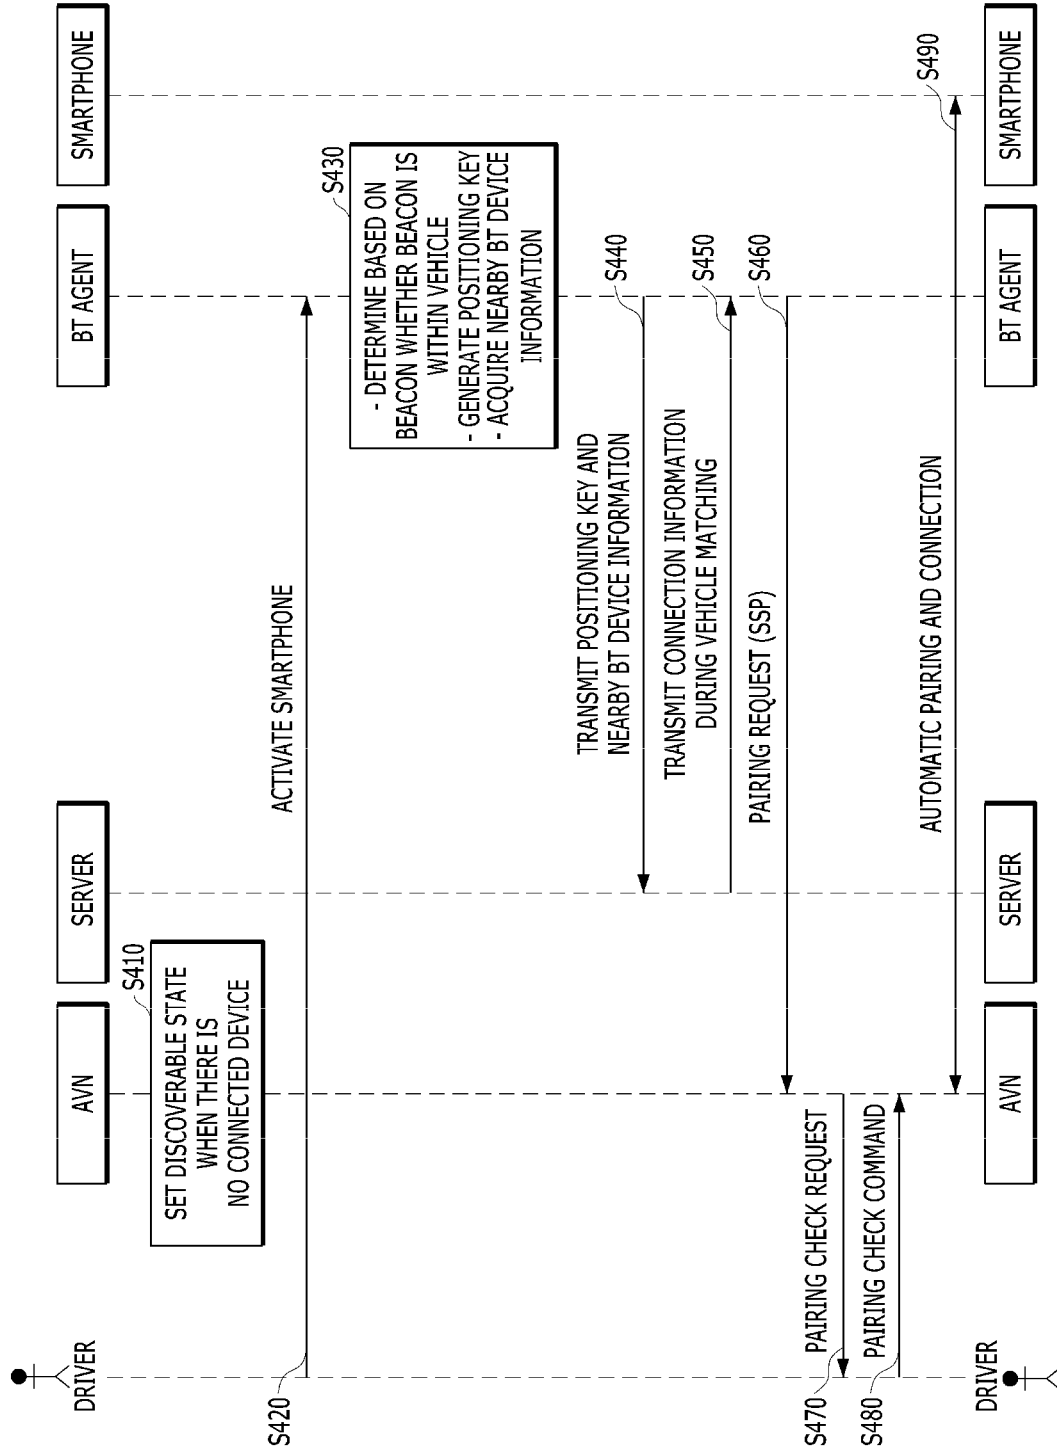 DRIVER
AVN
SERVER
BT AGENT
SMARTPHONE
S410
SET DISCOVERABLE STATE
WHEN THERE IS
NO CONNECTED DEVICE
S420
ACTIVATE SMARTPHONE
S430
- DETERMINE BASED ON
BEACON WHETHER BEACON IS
WITHIN VEHICLE
- GENERATE POSITIONING KEY
- ACQUIRE NEARBY BT DEVICE
INFORMATION
TRANSMIT POSITIONING KEY AND
NEARBY BT DEVICE INFORMATION
S440
TRANSMIT CONNECTION INFORMATION
DURING VEHICLE MATCHING
S450
PAIRING REQUEST (SSP)
S460
S470
PAIRING CHECK REQUEST
S480
PAIRING CHECK COMMAND
AUTOMATIC PAIRING AND CONNECTION
S490
DRIVER
AVN
SERVER
BT AGENT
SMARTPHONE